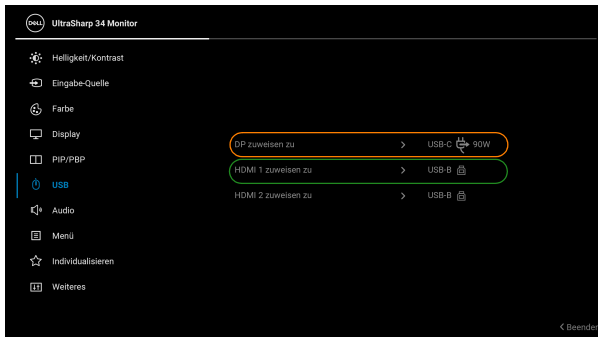 DELL UltraSharp 34 Monitor
Helligkeit/Kontrast
Eingabe-Quelle
Farbe
Display
PIP/PBP
USB
Audio
Menü
Individualisieren
Weiteres
DP zuweisen zu > USB-C 90W
HDMI 1 zuweisen zu > USB-B
HDMI 2 zuweisen zu > USB-B
< Beenden